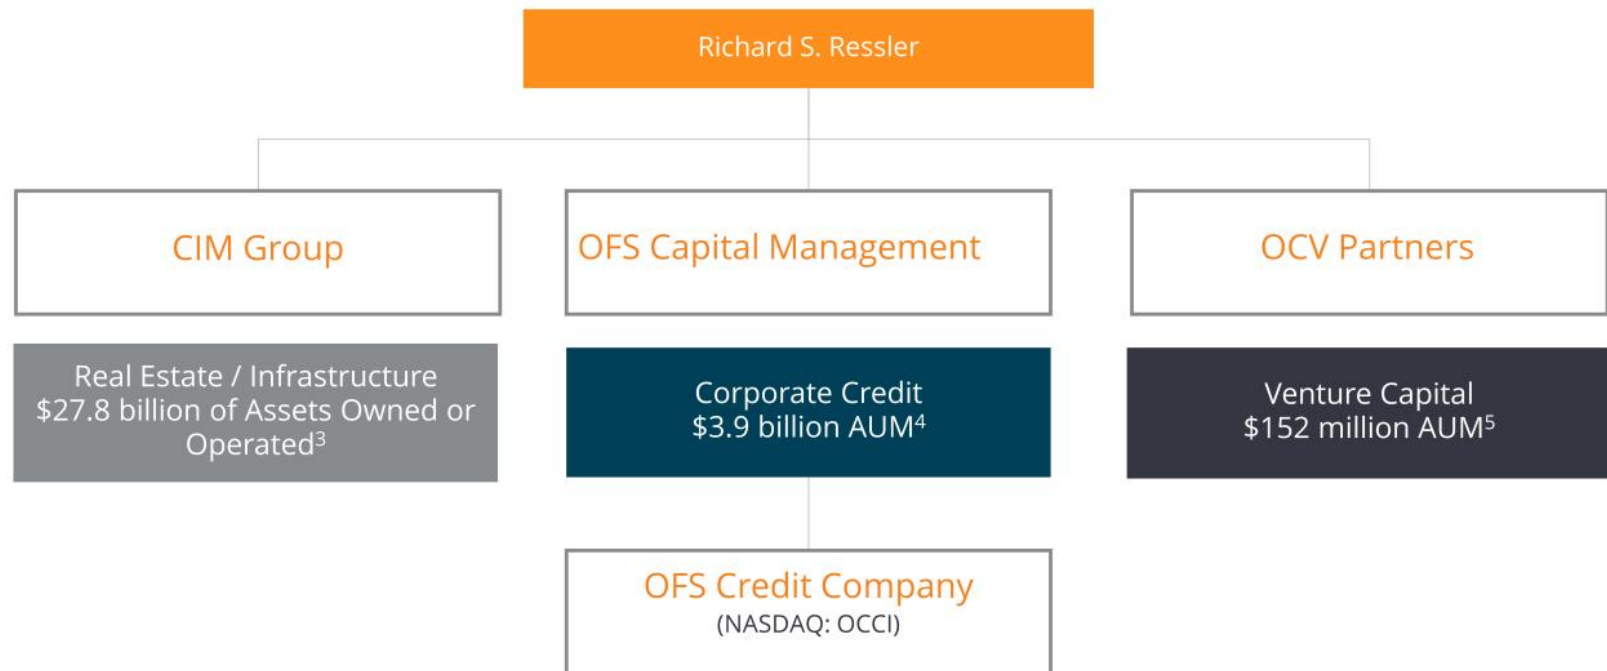 Richard S. Ressler
CIM Group
OFS Capital Management
OCV Partners
Real Estate / Infrastructure
$27.8 billion of Assets Owned or
Operated³
Corporate Credit
$3.9 billion AUM⁴
Venture Capital
$152 million AUM⁵
OFS Credit Company
(NASDAQ: OCCI)